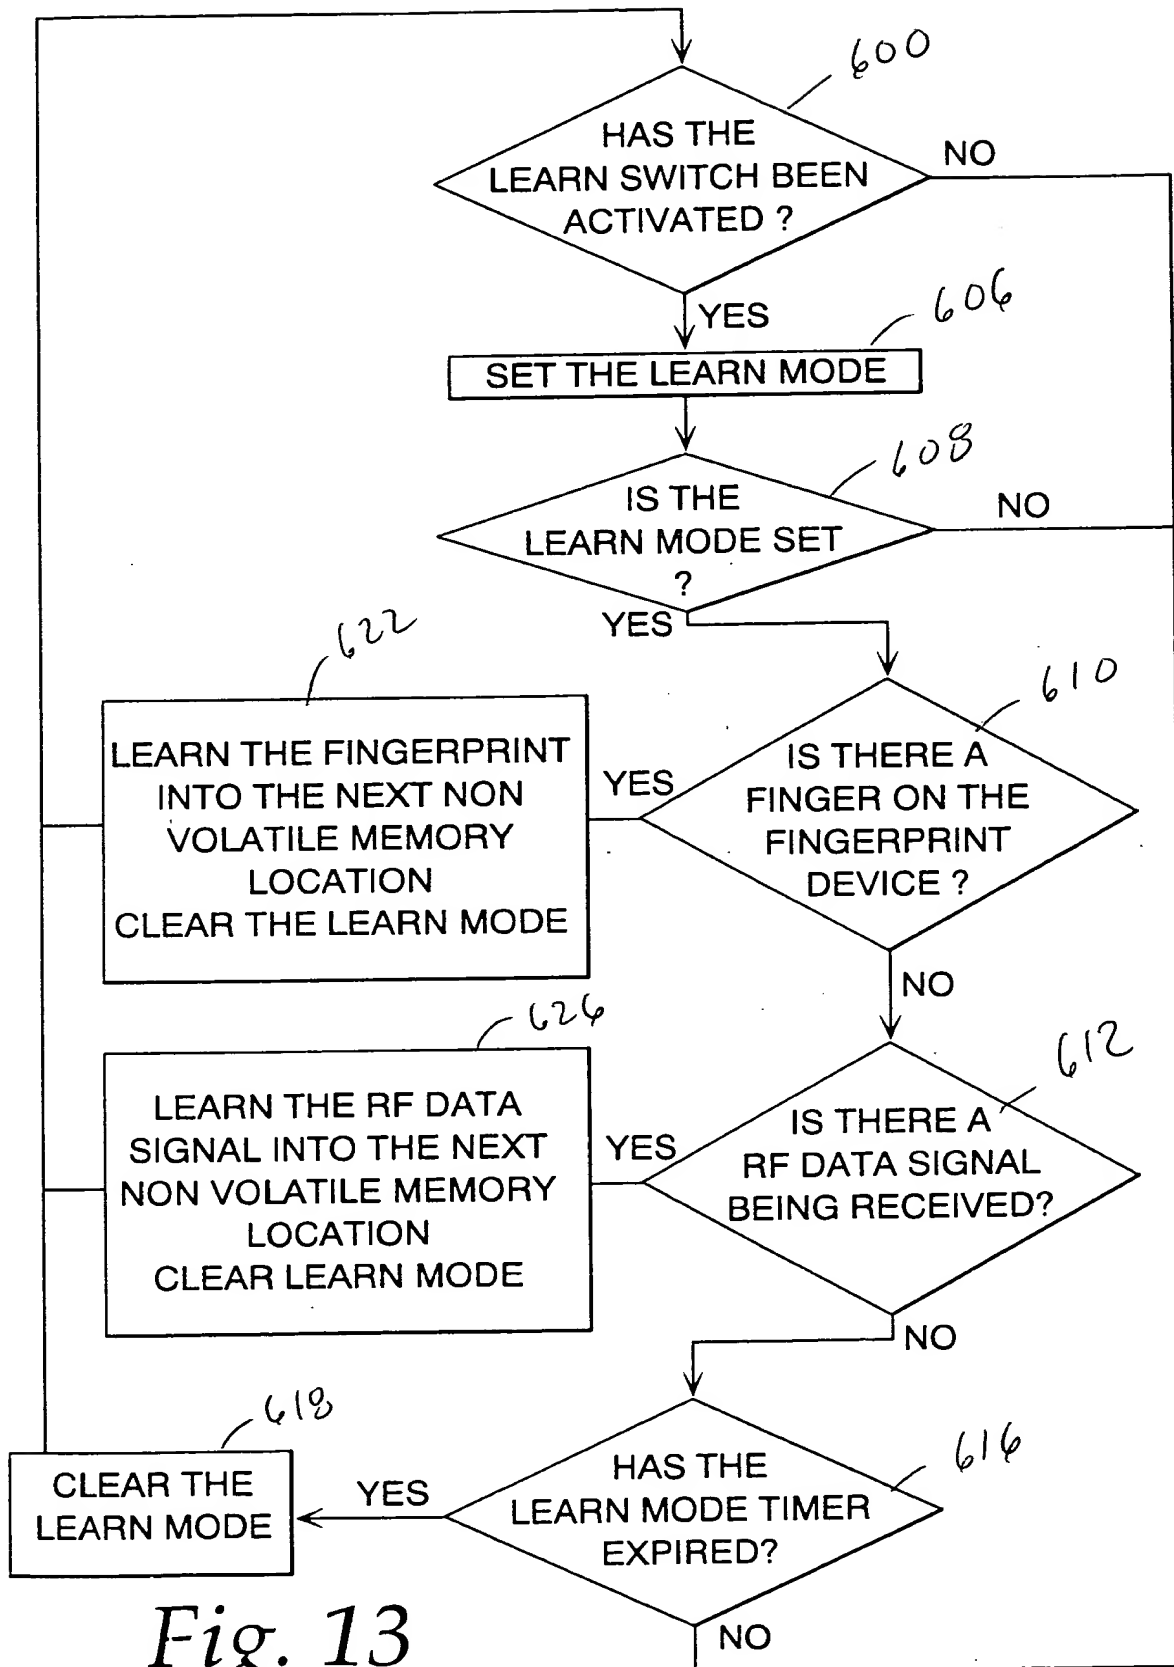 600
HAS THE
LEARN SWITCH BEEN
ACTIVATED ?
NO
YES
606
SET THE LEARN MODE
608
IS THE
LEARN MODE SET
?
NO
YES
622
LEARN THE FINGERPRINT
INTO THE NEXT NON
VOLATILE MEMORY
LOCATION
CLEAR THE LEARN MODE
YES
610
IS THERE A
FINGER ON THE
FINGERPRINT
DEVICE ?
NO
626
LEARN THE RF DATA
SIGNAL INTO THE NEXT
NON VOLATILE MEMORY
LOCATION
CLEAR LEARN MODE
YES
612
IS THERE A
RF DATA SIGNAL
BEING RECEIVED?
NO
618
CLEAR THE
LEARN MODE
YES
616
HAS THE
LEARN MODE TIMER
EXPIRED?
NO
Fig. 13